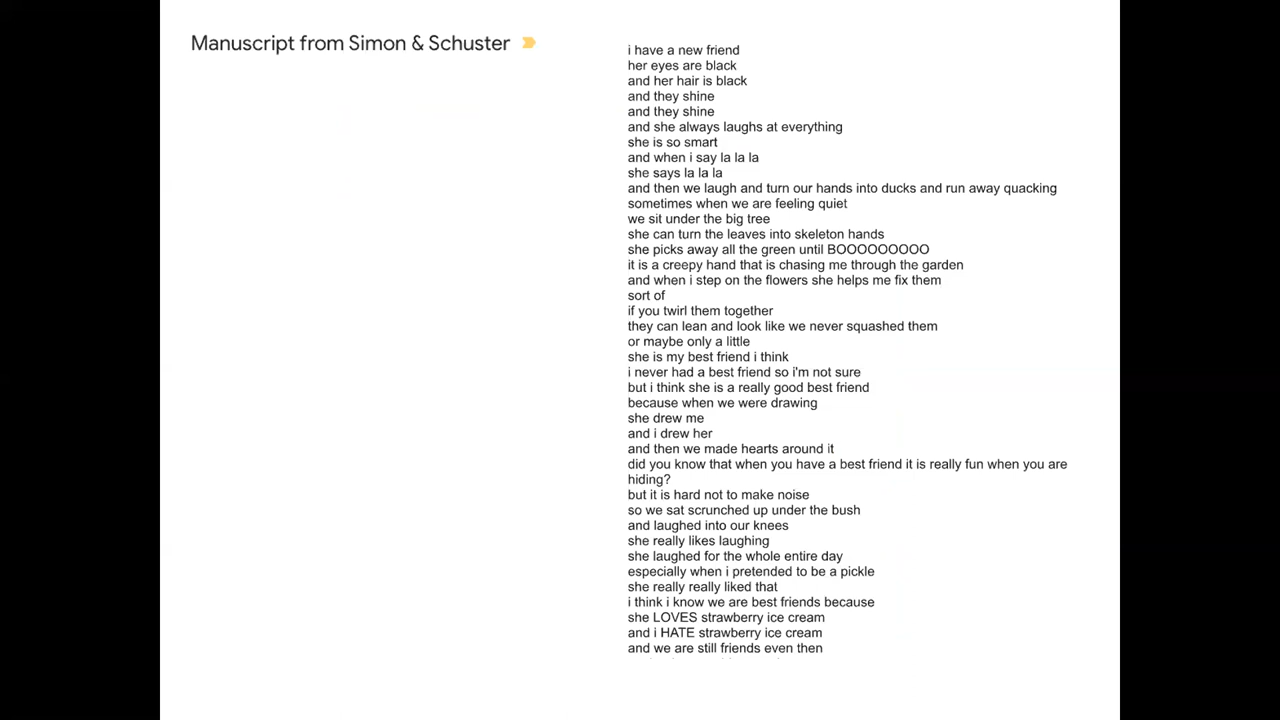 Manuscript from Simon & Schuster
i have a new friend
her eyes are black
and her hair is black
and they shine
and they shine
and she always laughs at everything
she is so smart
and when i say la la la
she says la la la
and then we laugh and turn our hands into ducks and run away quacking
sometimes when we are feeling quiet
we sit under the big tree
she can turn the leaves into skeleton hands
she picks away all the green until BOOOOOOOOO
it is a creepy hand that is chasing me through the garden
and when i step on the flowers she helps me fix them
sort of
if you twirl them together
they can lean and look like we never squashed them
or maybe only a little
she is my best friend i think
i never had a best friend so i'm not sure
but i think she is a really good best friend
because when we were drawing
she drew me
and i drew her
and then we made hearts around it
did you know that when you have a best friend it is really fun when you are
hiding?
but it is hard not to make noise
so we sat scrunched up under the bush
and laughed into our knees
she really likes laughing
she laughed for the whole entire day
especially when i pretended to be a pickle
she really really liked that
i think i know we are best friends because
she LOVES strawberry ice cream
and i HATE strawberry ice cream
and we are still friends even then